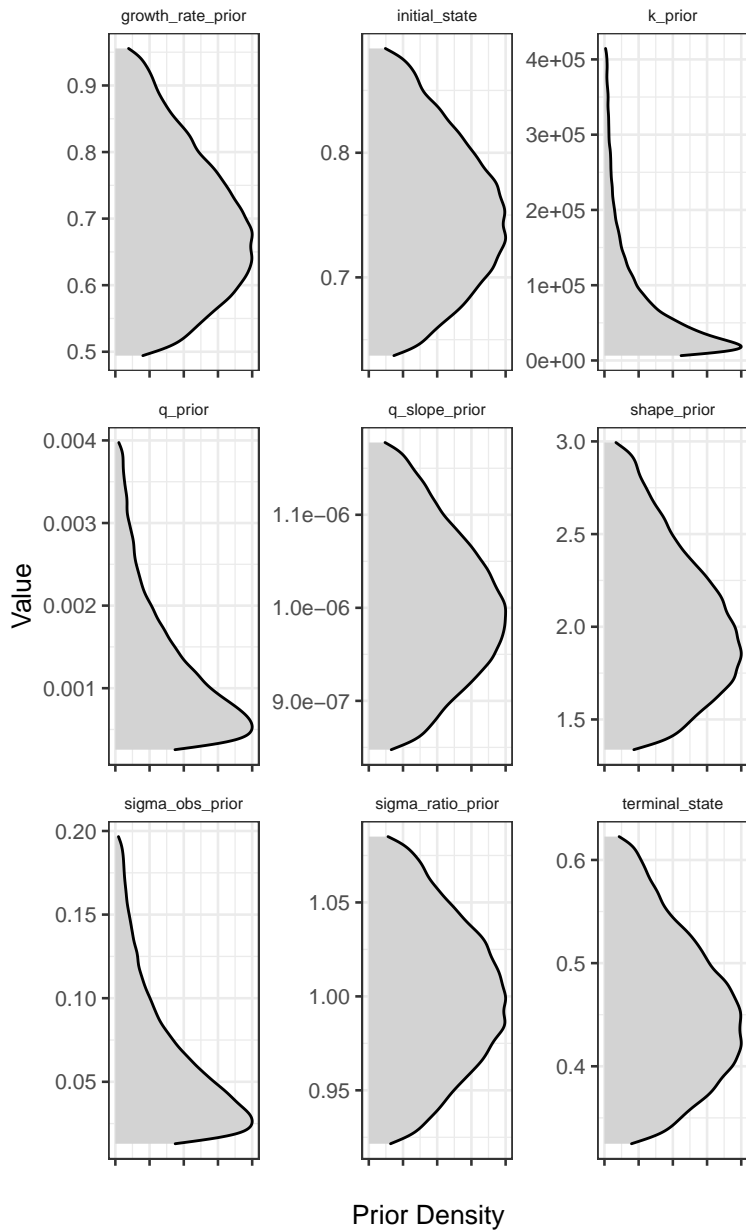 growth_rate_prior
initial_state
k_prior
0.9
0.8
0.7
0.6
0.5
0.8
0.7
4e+05
3e+05
2e+05
1e+05
0e+00
q_prior
q_slope_prior
shape_prior
0.004
0.003
0.002
0.001
1.1e−06
1.0e−06
9.0e−07
3.0
2.5
2.0
1.5
Value
sigma_obs_prior
sigma_ratio_prior
terminal_state
0.20
0.15
0.10
0.05
1.05
1.00
0.95
0.6
0.5
0.4
Prior Density